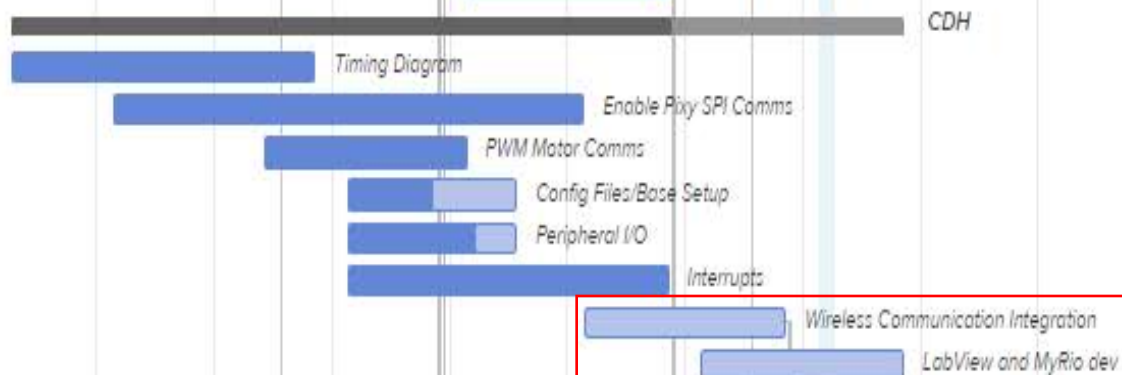 CDH
Timing Diagram
Enable Pixy SPI Comms
PWM Motor Comms
Config Files/Base Setup
Peripheral I/O
Interrupts
Wireless Communication Integration
LabView and MyRio dev